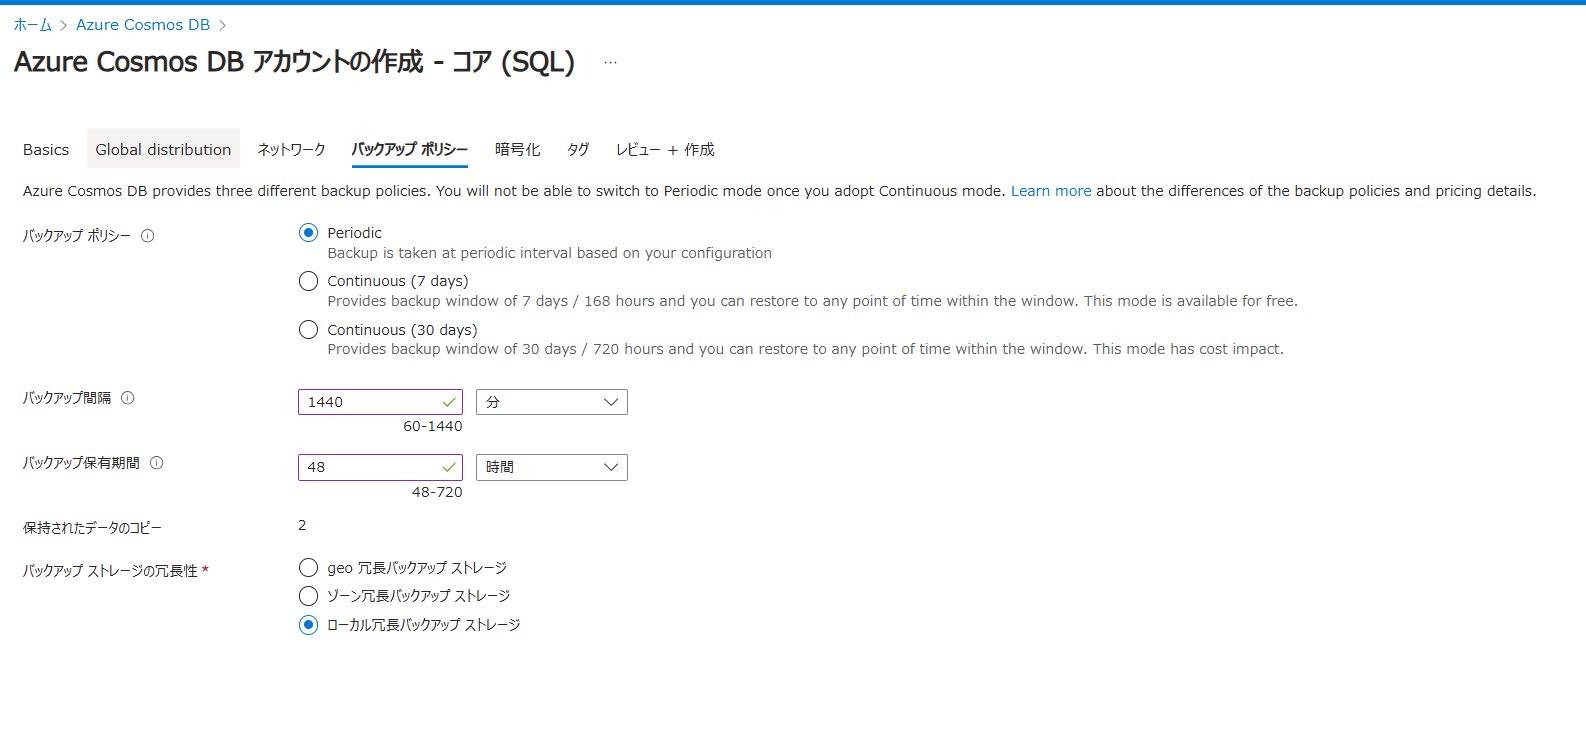 ホーム > Azure Cosmos DB >
Azure Cosmos DB アカウントの作成 - コア (SQL) ...
Basics Global distribution ネットワーク バックアップ ポリシー 暗号化 タグ レビュー + 作成
Azure Cosmos DB provides three different backup policies. You will not be able to switch to Periodic mode once you adopt Continuous mode. Learn more about the differences of the backup policies and pricing details.
バックアップ ポリシー
Periodic
Backup is taken at periodic interval based on your configuration
Continuous (7 days)
Provides backup window of 7 days / 168 hours and you can restore to any point of time within the window. This mode is available for free.
Continuous (30 days)
Provides backup window of 30 days / 720 hours and you can restore to any point of time within the window. This mode has cost impact.
バックアップ間隔 1440 分
60-1440
バックアップ保有期間 48 時間
48-720
保持されたデータのコピー 2
バックアップ ストレージの冗長性 *
geo 冗長バックアップ ストレージ
ゾーン冗長バックアップ ストレージ
ローカル冗長バックアップ ストレージ